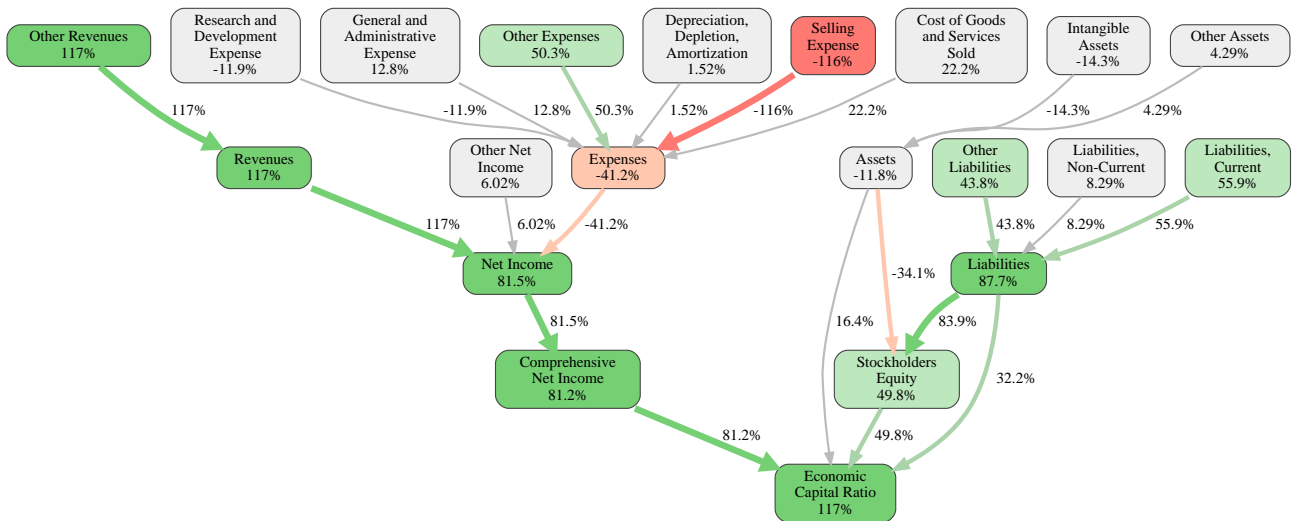 Other Revenues
117%
Research and
Development
Expense
-11.9%
General and
Administrative
Expense
12.8%
Other Expenses
50.3%
Depreciation,
Depletion,
Amortization
1.52%
Selling
Expense
-116%
Cost of Goods
and Services
Sold
22.2%
Intangible
Assets
-14.3%
Other Assets
4.29%
117%
-11.9%
12.8%
50.3%
1.52%
-116%
22.2%
-14.3%
4.29%
Revenues
117%
Other Net
Income
6.02%
Expenses
-41.2%
Assets
-11.8%
Other
Liabilities
43.8%
Liabilities,
Non-Current
8.29%
Liabilities,
Current
55.9%
117%
6.02%
-41.2%
43.8%
8.29%
55.9%
Net Income
81.5%
-34.1%
Liabilities
87.7%
81.5%
16.4%
83.9%
Comprehensive
Net Income
81.2%
Stockholders
Equity
49.8%
32.2%
81.2%
49.8%
Economic
Capital Ratio
117%